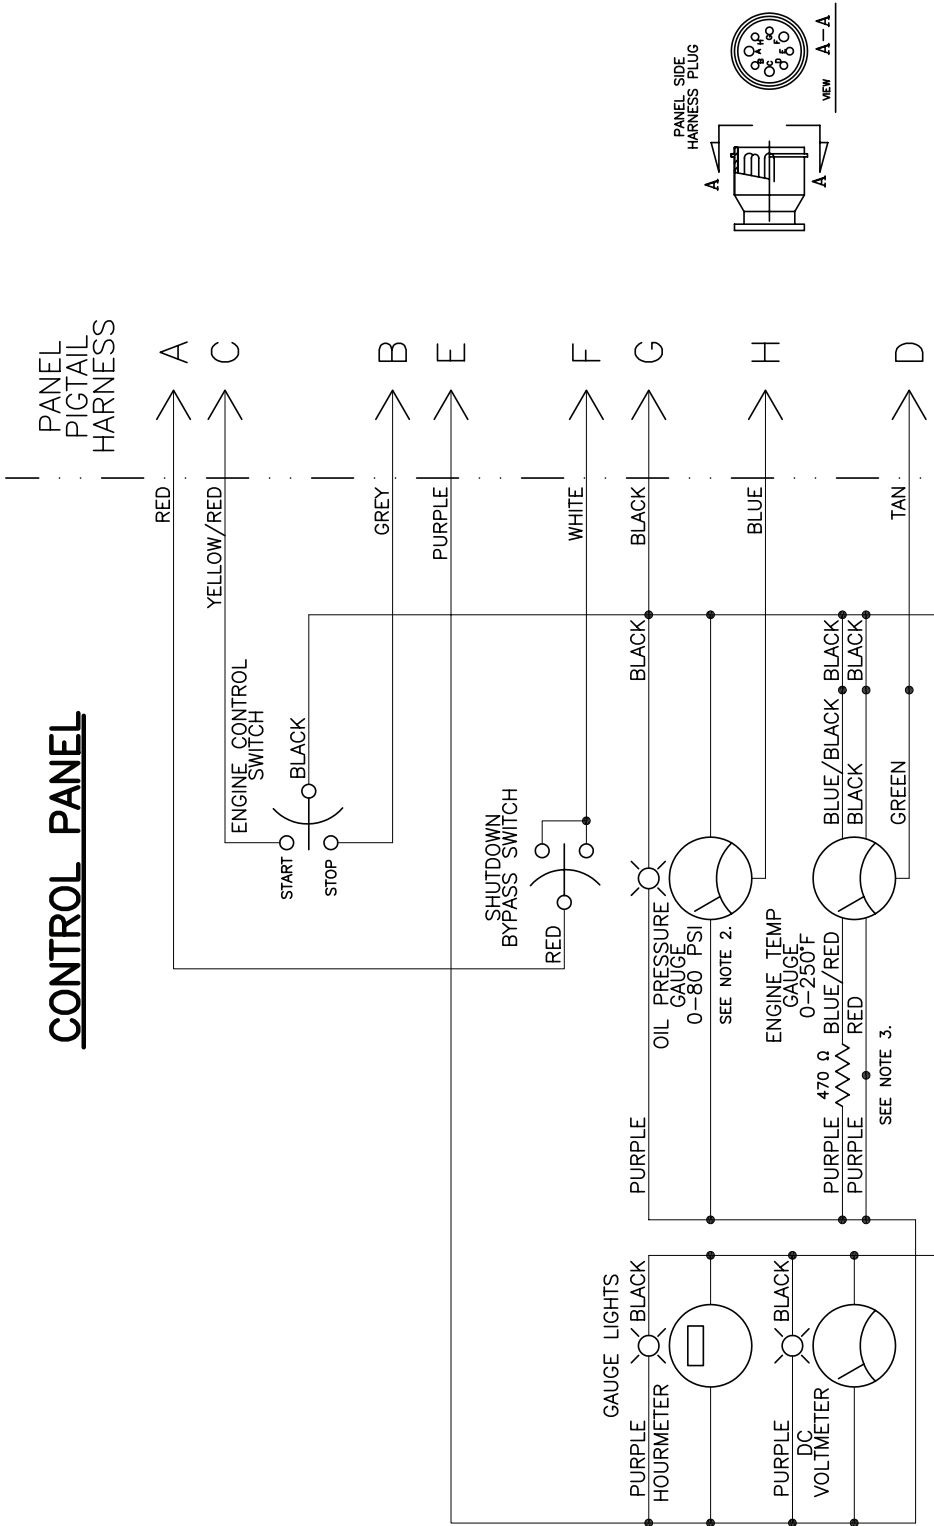 CONTROL PANEL
PANEL
PIGTAIL
HARNESS
PANEL SIDE
HARNESS PLUG
A
A
VIEW A-A
A
B
C
D
E
F
G
H
A
C
B
E
F
G
H
D
RED
YELLOW/RED
GREY
PURPLE
WHITE
BLACK
BLUE
TAN
ENGINE CONTROL
SWITCH
BLACK
START
STOP
SHUTDOWN
BYPASS SWITCH
RED
BLACK
OIL PRESSURE
GAUGE
0-80 PSI
SEE NOTE 2.
PURPLE
ENGINE TEMP
GAUGE
0-250°F
BLUE/BLACK
BLACK
BLACK
BLACK
GREEN
BLUE/RED
RED
470 Ω
PURPLE
PURPLE
SEE NOTE 3.
GAUGE LIGHTS
BLACK
PURPLE
HOURMETER
BLACK
PURPLE
DC
VOLTMETER